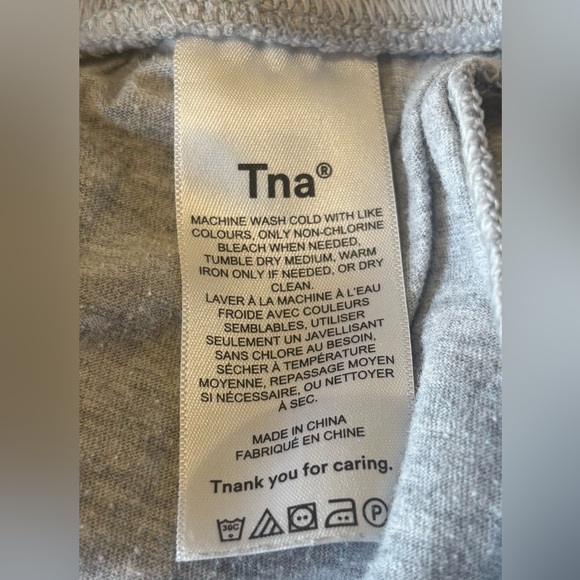 Tna®
MACHINE WASH COLD WITH LIKE
COLOURS, ONLY NON-CHLORINE
BLEACH WHEN NEEDED,
TUMBLE DRY MEDIUM, WARM
IRON ONLY IF NEEDED, OR DRY
CLEAN.
LAVER À LA MACHINE À L'EAU
FROIDE AVEC COULEURS
SEMBLABLES, UTILISER
SEULEMENT UN JAVELLISANT
SANS CHLORE AU BESOIN,
SÉCHER À TEMPÉRATURE
MOYENNE, REPASSAGE MOYEN
SI NÉCESSAIRE, OU NETTOYER
À SEC.
MADE IN CHINA
FABRIQUÉ EN CHINE
Tnank you for caring.
30C P